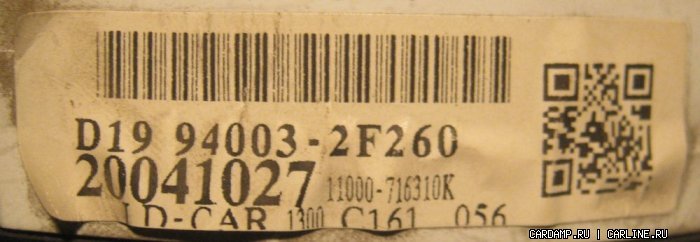 D19 94003-2F260
20041027 11000-716310K
LD-CAR 1300 C161 056
CARDAMP.RU | CARLINE.RU